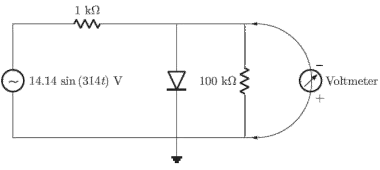 1 kΩ
14.14 sin (314t) V
100 kΩ
−
Voltmeter
+